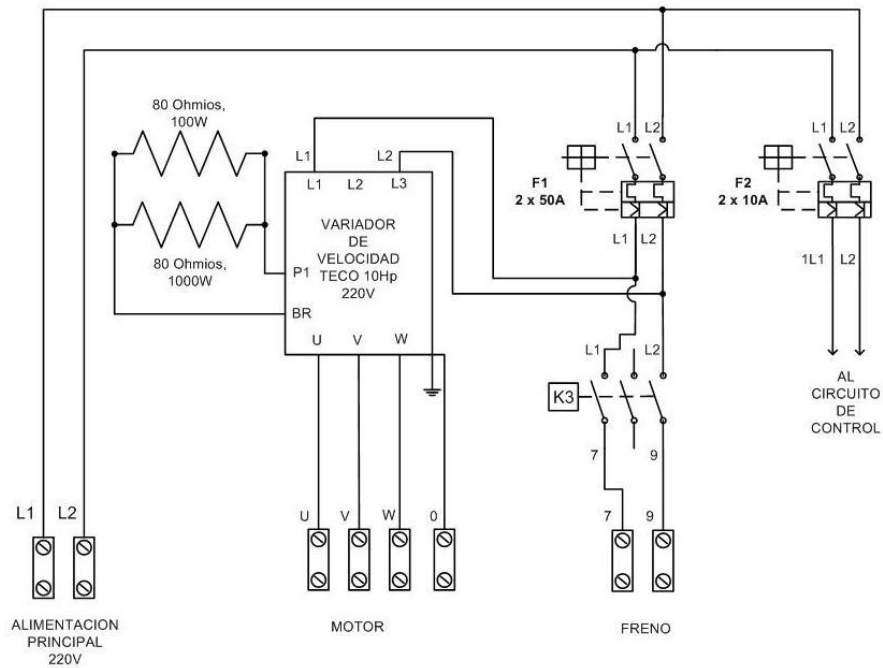 80 Ohmios,
100W
80 Ohmios,
1000W
L1
L2
L1 L2 L3
VARIADOR
DE
VELOCIDAD
TECO 10Hp
220V
P1
BR
U V W
L1 L2
F1
2 x 50A
L1 L2
L1 L2
F2
2 x 10A
1L1 L2
AL
CIRCUITO
DE
CONTROL
L1 L2
K3
7 9
L1 L2
U V W 0
7 9
ALIMENTACION
PRINCIPAL
220V
MOTOR
FRENO